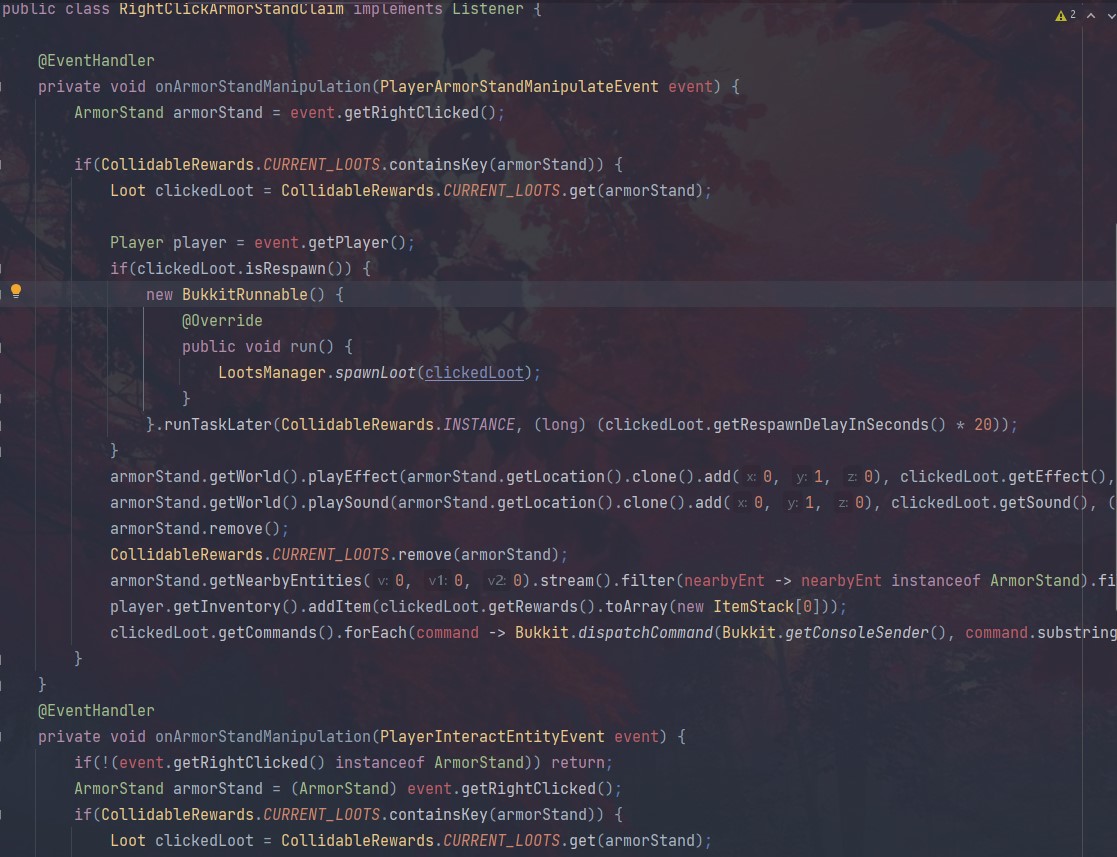 public class RightClickArmorStandClaim implements Listener {
2
@EventHandler
private void onArmorStandManipulation(PlayerArmorStandManipulateEvent event) {
ArmorStand armorStand = event.getRightClicked();
if(CollidableRewards.CURRENT_LOOTS.containsKey(armorStand)) {
Loot clickedLoot = CollidableRewards.CURRENT_LOOTS.get(armorStand);
Player player = event.getPlayer();
if(clickedLoot.isRespawn()) {
new BukkitRunnable() {
@Override
public void run() {
LootsManager.spawnLoot(clickedLoot);
}
}.runTaskLater(CollidableRewards.INSTANCE, (long) (clickedLoot.getRespawnDelayInSeconds() * 20));
}
armorStand.getWorld().playEffect(armorStand.getLocation().clone().add( x: 0, y: 1, z: 0), clickedLoot.getEffect(),
armorStand.getWorld().playSound(armorStand.getLocation().clone().add( x: 0, y: 1, z: 0), clickedLoot.getSound(), (
armorStand.remove();
CollidableRewards.CURRENT_LOOTS.remove(armorStand);
armorStand.getNearbyEntities( v: 0, v1: 0, v2: 0).stream().filter(nearbyEnt -> nearbyEnt instanceof ArmorStand).fi
player.getInventory().addItem(clickedLoot.getRewards().toArray(new ItemStack[0]));
clickedLoot.getCommands().forEach(command -> Bukkit.dispatchCommand(Bukkit.getConsoleSender(), command.substring
}
}
@EventHandler
private void onArmorStandManipulation(PlayerInteractEntityEvent event) {
if(!(event.getRightClicked() instanceof ArmorStand)) return;
ArmorStand armorStand = (ArmorStand) event.getRightClicked();
if(CollidableRewards.CURRENT_LOOTS.containsKey(armorStand)) {
Loot clickedLoot = CollidableRewards.CURRENT_LOOTS.get(armorStand);